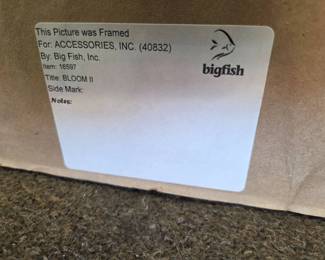 This Picture was Framed
For: ACCESSORIES, INC. (40832)
By: Big Fish, Inc.
Item: 16597
Title: BLOOM II
Side Mark:
Notes:
bigfish